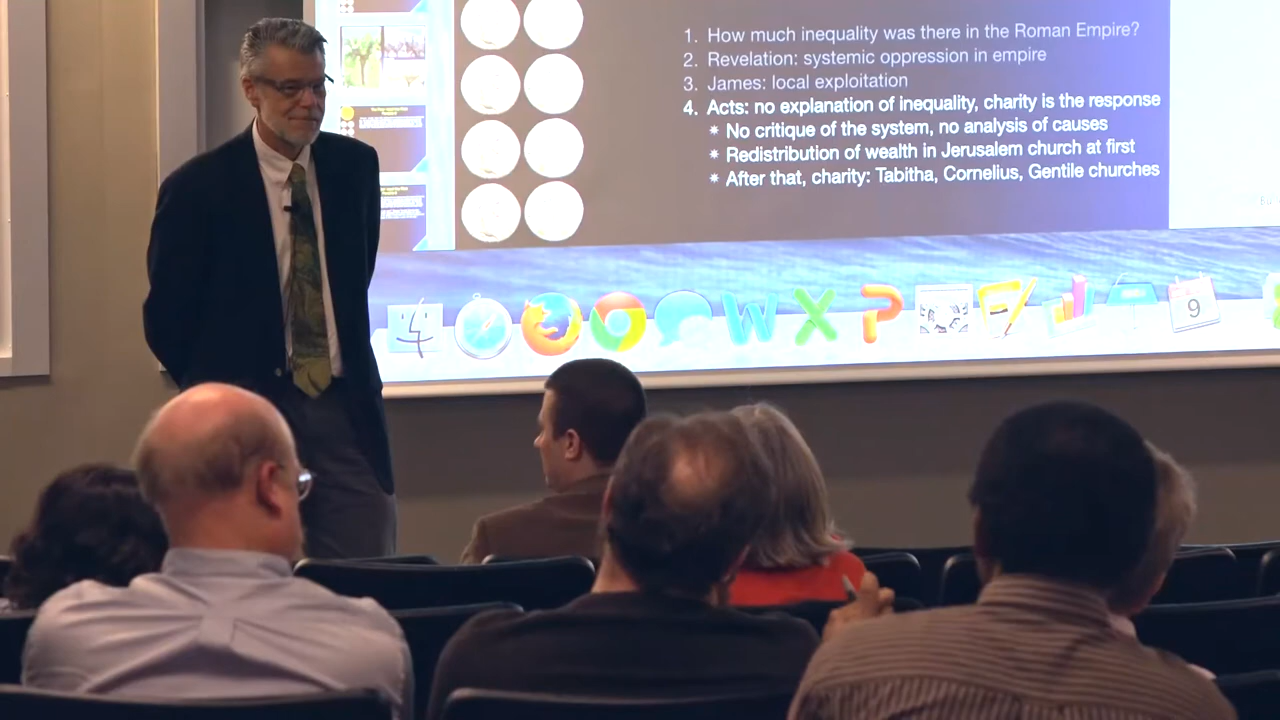 1. How much inequality was there in the Roman Empire?
2. Revelation: systemic oppression in empire
3. James: local exploitation
4. Acts: no explanation of inequality, charity is the response
* No critique of the system, no analysis of causes
* Redistribution of wealth in Jerusalem church at first
* After that, charity: Tabitha, Cornelius, Gentile churches
9